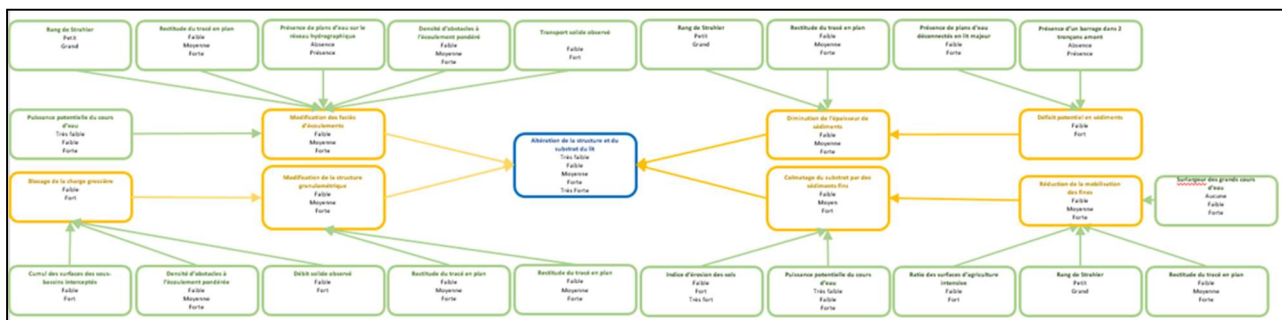 Rang de Strahler
Petit
Grand
Rectitude du tracé en plan
Faible
Moyenne
Forte
Présence de plans d'eau sur le
réseau hydrographique
Absence
Présence
Densité d'obstacles à
l'écoulement pondéré
Faible
Moyenne
Forte
Transport solide observé
Faible
Fort
Rang de Strahler
Petit
Grand
Rectitude du tracé en plan
Faible
Moyenne
Forte
Présence de plans d'eau
déconnectés en lit majeur
Faible
Forte
Présence d'un barrage dans 2
tronçons amont
Absence
Présence
Puissance potentielle du cours
d'eau
Très faible
Faible
Forte
Modification des faciès
d'écoulements
Faible
Moyenne
Forte
Altération de la structure et du
substrat du lit
Très faible
Faible
Moyenne
Forte
Très Forte
Diminution de l'épaisseur de
sédiments
Faible
Moyenne
Forte
Déficit potentiel en sédiments
Faible
Fort
Blocage de la charge grossière
Faible
Fort
Modification de la structure
granulométrique
Faible
Moyenne
Forte
Colmatage du substrat par des
sédiments fins
Faible
Moyen
Fort
Réduction de la mobilisation
des fines
Faible
Moyenne
Forte
Surlargeur des grands cours
d'eau
Aucune
Faible
Forte
Cumul des surfaces des sous-
bassins interceptés
Faible
Fort
Densité d'obstacles à
l'écoulement pondérée
Faible
Moyenne
Forte
Débit solide observé
Faible
Fort
Rectitude du tracé en plan
Faible
Moyenne
Forte
Rectitude du tracé en plan
Faible
Moyenne
Forte
Indice d'érosion des sols
Faible
Fort
Très fort
Puissance potentielle du cours
d'eau
Très faible
Faible
Forte
Ratio des surfaces d'agriculture
intensive
Faible
Fort
Rang de Strahler
Petit
Grand
Rectitude du tracé en plan
Faible
Moyenne
Forte